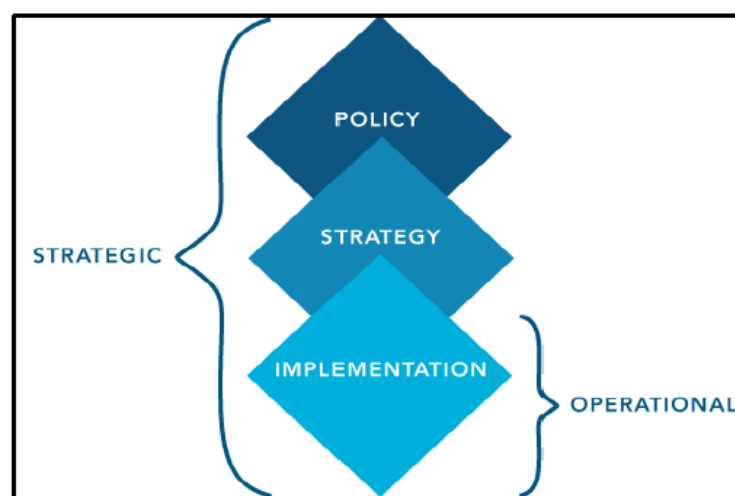 POLICY
STRATEGY
STRATEGIC
IMPLEMENTATION
OPERATIONAL